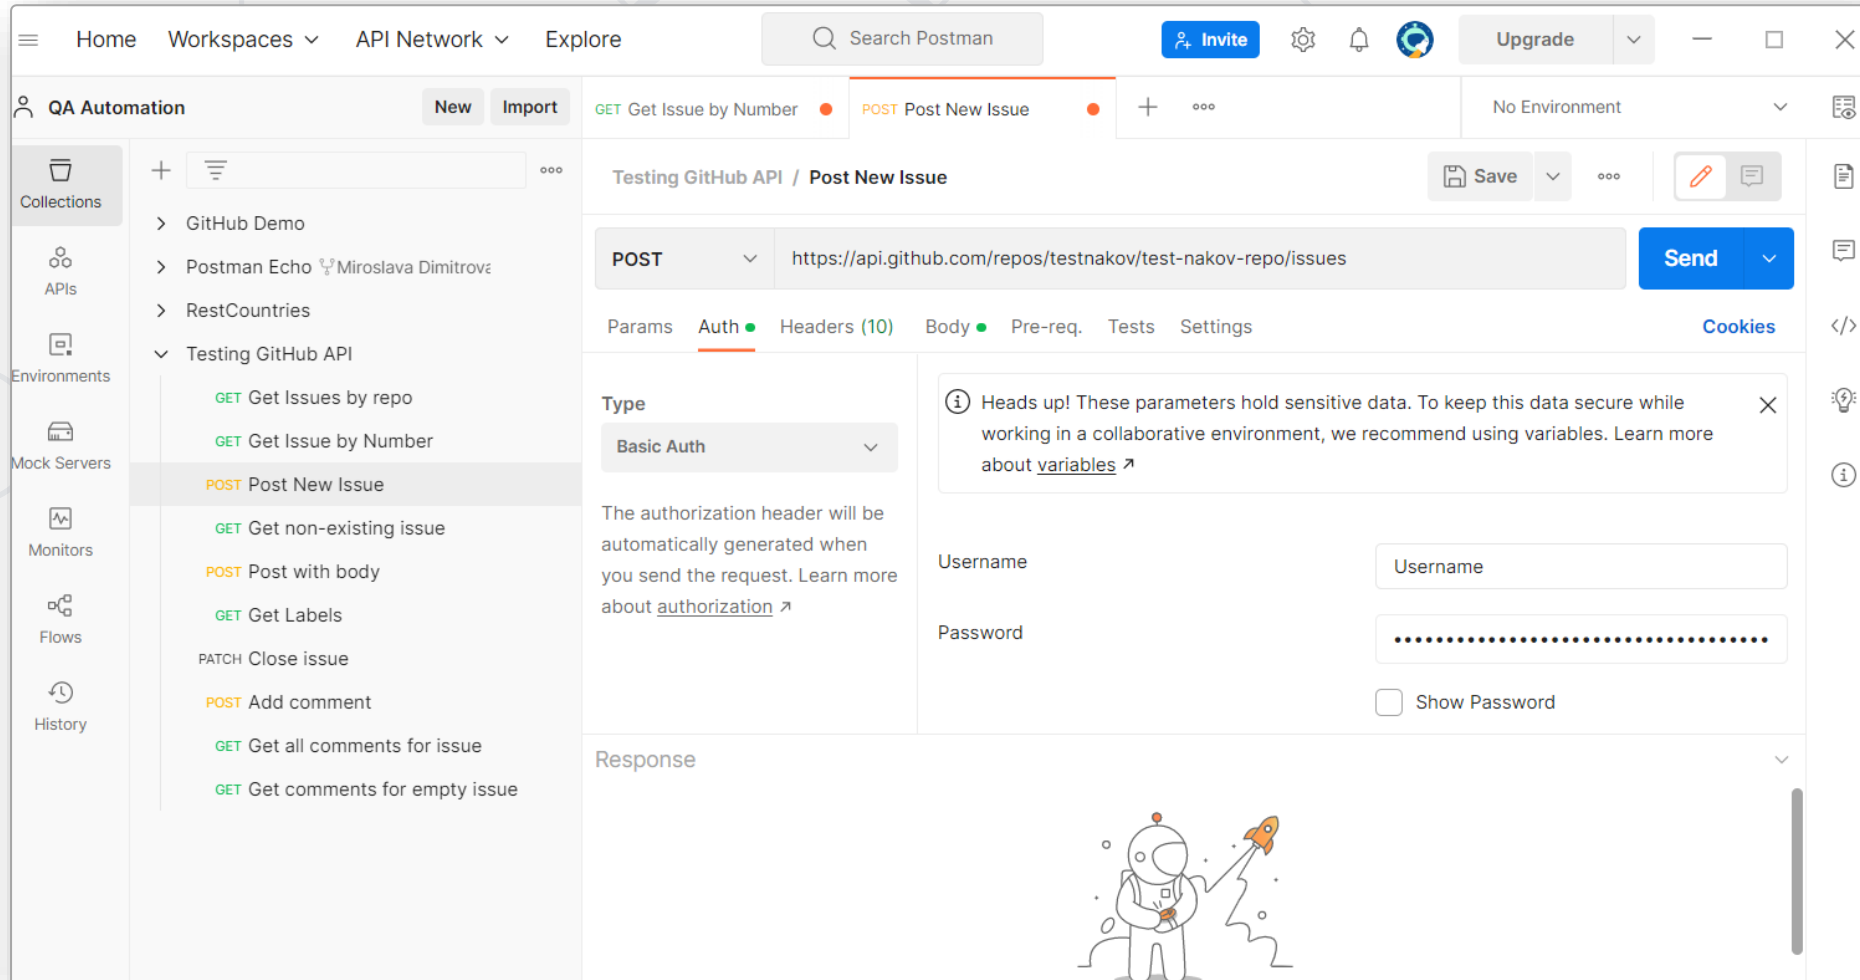 Home Workspaces API Network Explore Search Postman Invite Upgrade
QA Automation New Import GET Get Issue by Number POST Post New Issue No Environment
Collections
APIs
Environments
Mock Servers
Monitors
Flows
History
GitHub Demo
Postman Echo Miroslava Dimitrova
RestCountries
Testing GitHub API
GET Get Issues by repo
GET Get Issue by Number
POST Post New Issue
GET Get non-existing issue
POST Post with body
GET Get Labels
PATCH Close issue
POST Add comment
GET Get all comments for issue
GET Get comments for empty issue
Testing GitHub API / Post New Issue Save
POST https://api.github.com/repos/testnakov/test-nakov-repo/issues Send
Params Auth Headers (10) Body Pre-req. Tests Settings Cookies
Type
Basic Auth
The authorization header will be
automatically generated when
you send the request. Learn more
about authorization ↗
Heads up! These parameters hold sensitive data. To keep this data secure while
working in a collaborative environment, we recommend using variables. Learn more
about variables ↗
Username Username
Password ••••••••••••••••••••••••••••••••••••
Show Password
Response